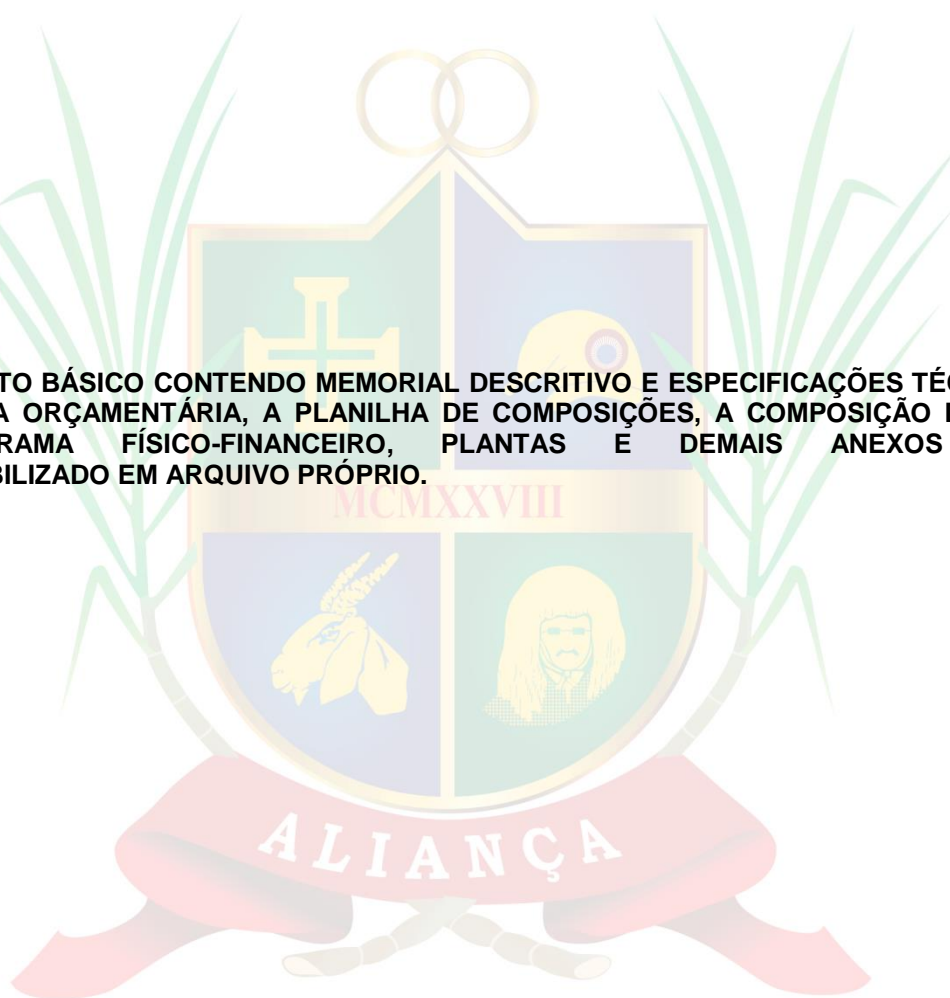 TO BÁSICO CONTENDO MEMORIAL DESCRITIVO E ESPECIFICAÇÕES TÉC
A ORÇAMENTÁRIA, A PLANILHA DE COMPOSIÇÕES, A COMPOSIÇÃO
RAMA FÍSICO-FINANCEIRO, PLANTAS E DEMAIS ANEXOS
BILIZADO EM ARQUIVO PRÓPRIO.
MCMXXVIII
ALIANÇA